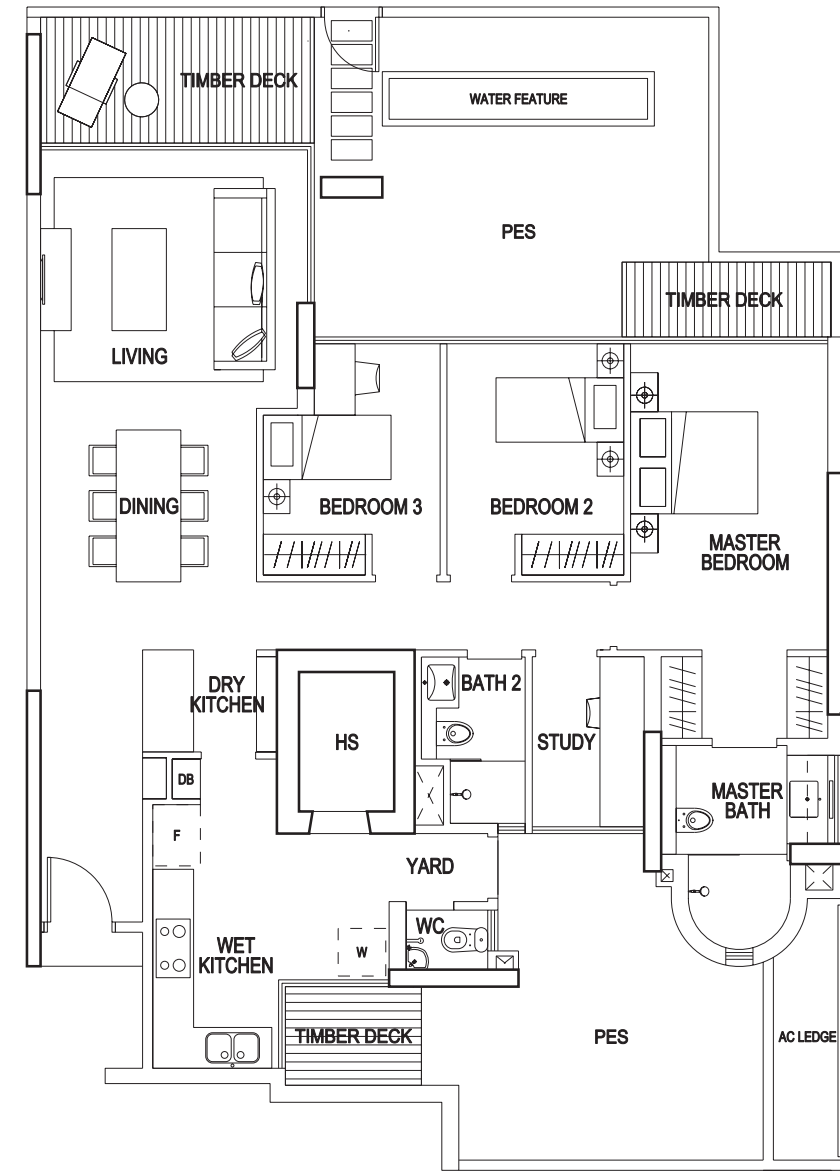 TIMBER DECK
WATER FEATURE
PES
TIMBER DECK
LIVING
DINING
BEDROOM 3
BEDROOM 2
MASTER
BEDROOM
DRY
KITCHEN
BATH 2
HS
STUDY
DB
MASTER
BATH
F
YARD
WC
WET
KITCHEN
W
TIMBER DECK
PES
AC LEDGE